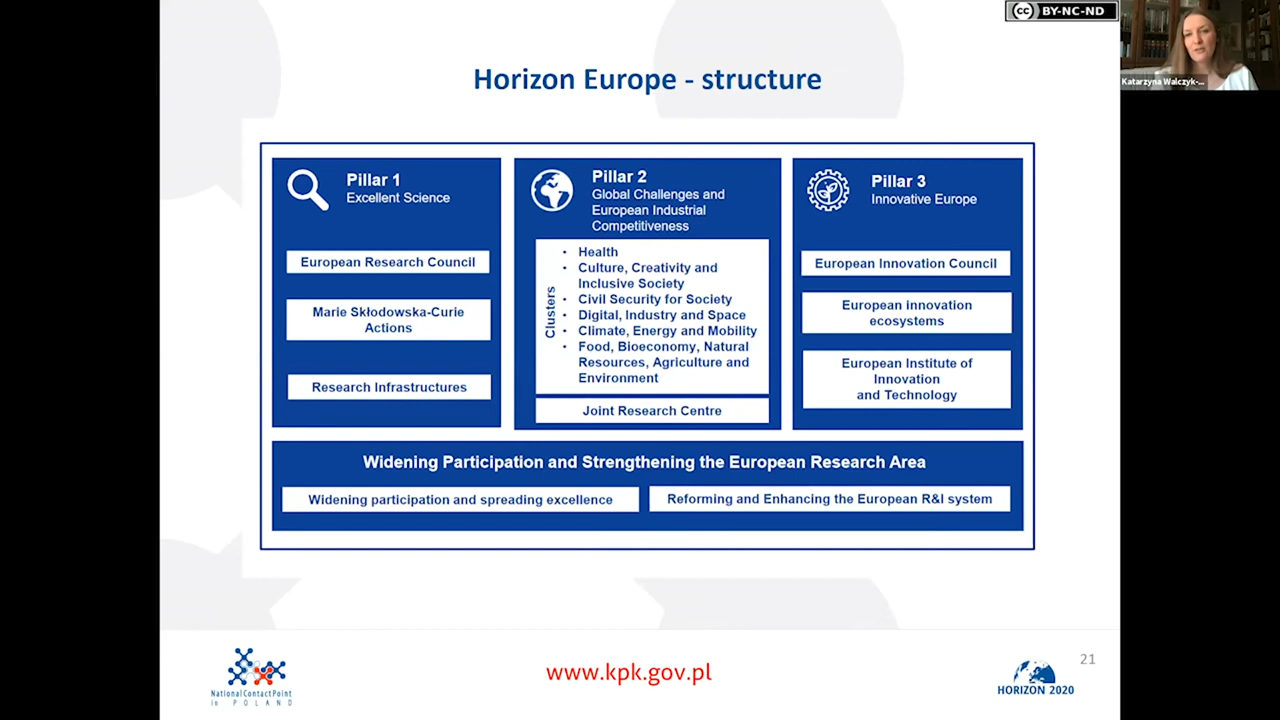 BY-NC-ND
Katarzyna Walczyk-...
Horizon Europe - structure
Pillar 1
Excellent Science
European Research Council
Marie Skłodowska-Curie
Actions
Research Infrastructures
Pillar 2
Global Challenges and
European Industrial
Competitiveness
Clusters
• Health
• Culture, Creativity and
Inclusive Society
• Civil Security for Society
• Digital, Industry and Space
• Climate, Energy and Mobility
• Food, Bioeconomy, Natural
Resources, Agriculture and
Environment
Joint Research Centre
Pillar 3
Innovative Europe
European Innovation Council
European innovation
ecosystems
European Institute of
Innovation
and Technology
Widening Participation and Strengthening the European Research Area
Widening participation and spreading excellence
Reforming and Enhancing the European R&I system
National Contact Point
in POLAND
www.kpk.gov.pl
21
HORIZON 2020